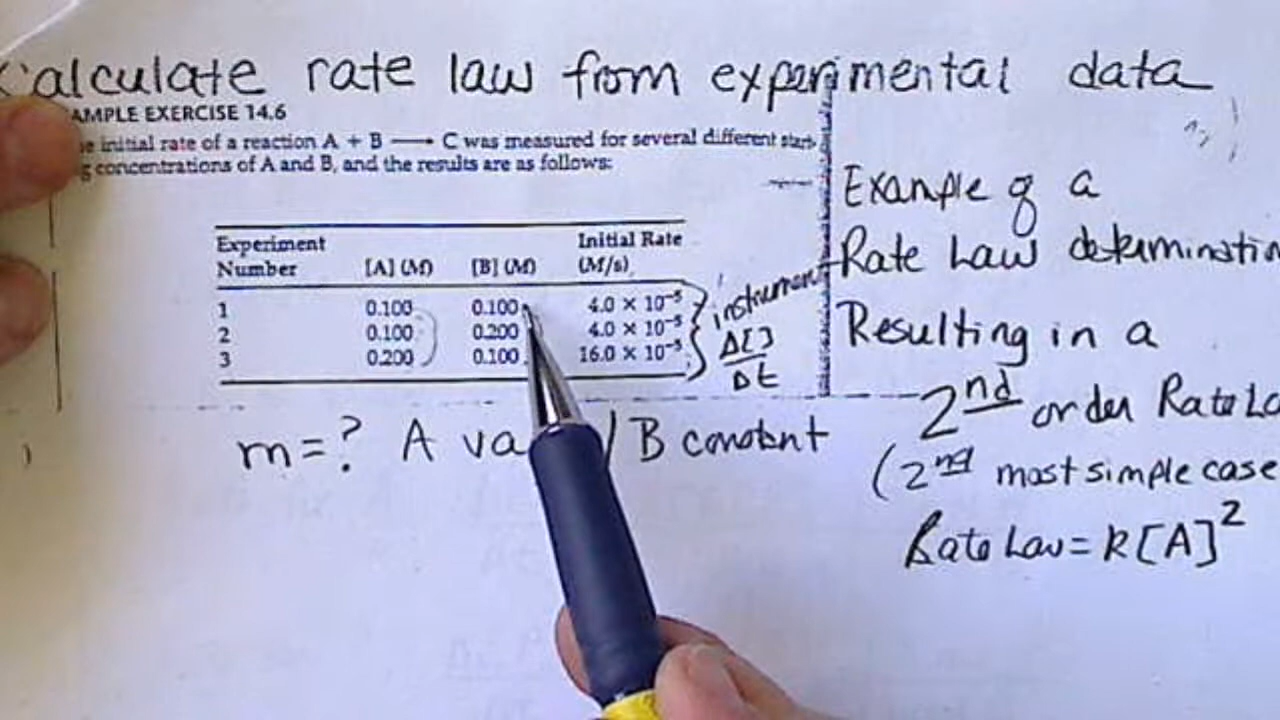 Calculate rate law from experimental data
AMPLE EXERCISE 14.6
e initial rate of a reaction A + B ⟶ C was measured for several different start-
g concentrations of A and B, and the results are as follows:
Experiment Number [A] (M) [B] (M) Initial Rate (M/s)
1 0.100 0.100 4.0 × 10⁻⁵
2 0.100 0.200 4.0 × 10⁻⁵
3 0.200 0.100 16.0 × 10⁻⁵
instrument
Δ[]
Δt
m=? A va / B constant
Example of a
Rate Law determination
Resulting in a
2nd order Rate La
(2nd most simple case
Rate Law = k[A]²